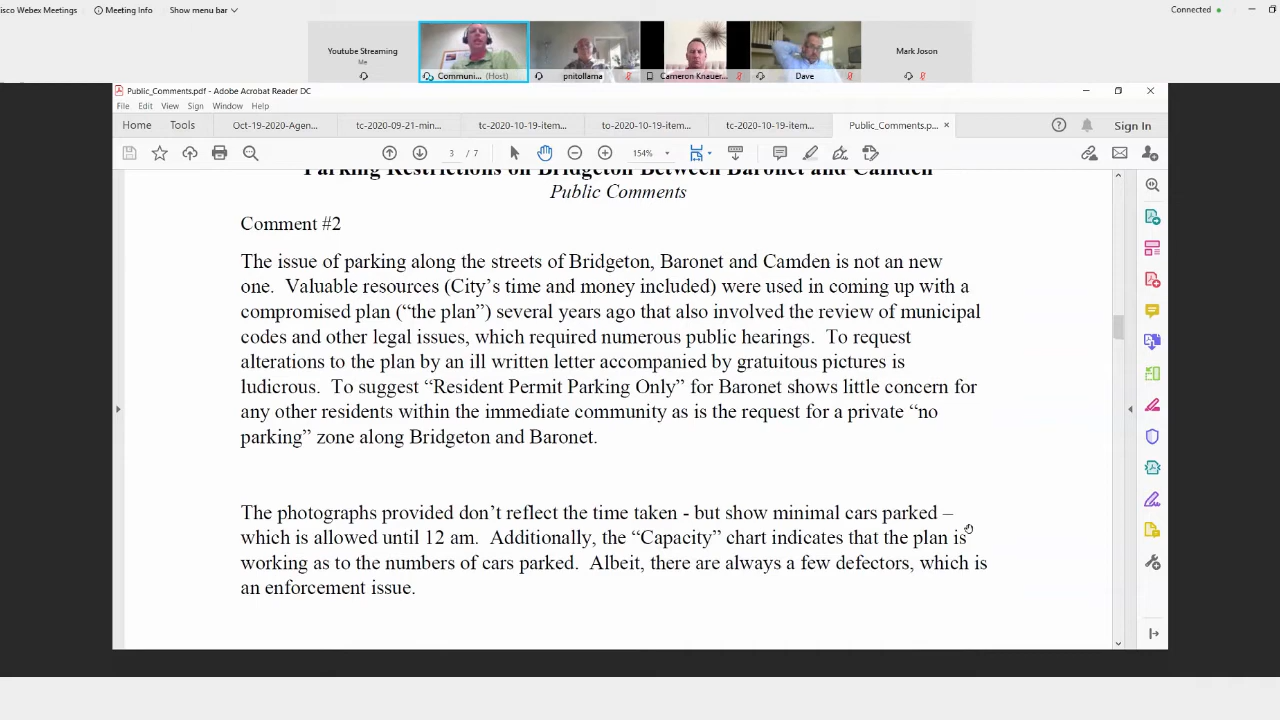 isco Webex Meetings Meeting Info Show menu bar Connected
Youtube Streaming
Me
Communi... (Host)
pnitollama
Cameron Knauer...
Dave
Mark Joson
Public_Comments.pdf - Adobe Acrobat Reader DC
File Edit View Sign Window Help
Home Tools Oct-19-2020-Agen... tc-2020-09-21-min... tc-2020-10-19-item... to-2020-10-19-item... tc-2020-10-19-item... Public_Comments.p... × Sign In
3 / 7 154%
Parking Restrictions on Bridgeton Between Baronet and Camden
Public Comments
Comment #2
The issue of parking along the streets of Bridgeton, Baronet and Camden is not an new
one. Valuable resources (City’s time and money included) were used in coming up with a
compromised plan (“the plan”) several years ago that also involved the review of municipal
codes and other legal issues, which required numerous public hearings. To request
alterations to the plan by an ill written letter accompanied by gratuitous pictures is
ludicrous. To suggest “Resident Permit Parking Only” for Baronet shows little concern for
any other residents within the immediate community as is the request for a private “no
parking” zone along Bridgeton and Baronet.
The photographs provided don’t reflect the time taken - but show minimal cars parked –
which is allowed until 12 am. Additionally, the “Capacity” chart indicates that the plan is
working as to the numbers of cars parked. Albeit, there are always a few defectors, which is
an enforcement issue.